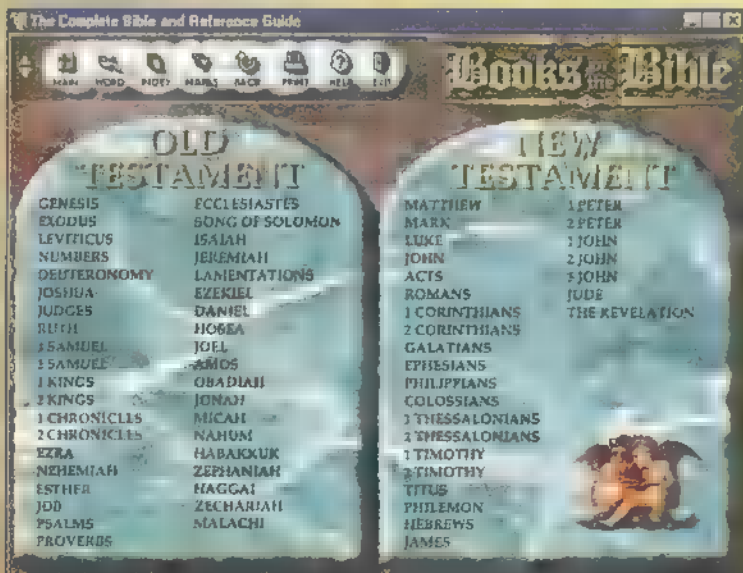 The Complete Bible and Reference Guide
MAIN WORD INDEX MARKS BACK PRINT HELP EXIT
Books of the Bible
OLD TESTAMENT
GENESIS
EXODUS
LEVITICUS
NUMBERS
DEUTERONOMY
JOSHUA
JUDGES
RUTH
1 SAMUEL
2 SAMUEL
1 KINGS
2 KINGS
1 CHRONICLES
2 CHRONICLES
EZRA
NEHEMIAH
ESTHER
JOB
PSALMS
PROVERBS
ECCLESIASTES
SONG OF SOLOMON
ISAIAH
JEREMIAH
LAMENTATIONS
EZEKIEL
DANIEL
HOSEA
JOEL
AMOS
OBADIAH
JONAH
MICAH
NAHUM
HABAKKUK
ZEPHANIAH
HAGGAI
ZECHARIAH
MALACHI
NEW TESTAMENT
MATTHEW
MARK
LUKE
JOHN
ACTS
ROMANS
1 CORINTHIANS
2 CORINTHIANS
GALATIANS
EPHESIANS
PHILIPPIANS
COLOSSIANS
1 THESSALONIANS
2 THESSALONIANS
1 TIMOTHY
2 TIMOTHY
TITUS
PHILEMON
HEBREWS
JAMES
1 PETER
2 PETER
1 JOHN
2 JOHN
3 JOHN
JUDE
THE REVELATION